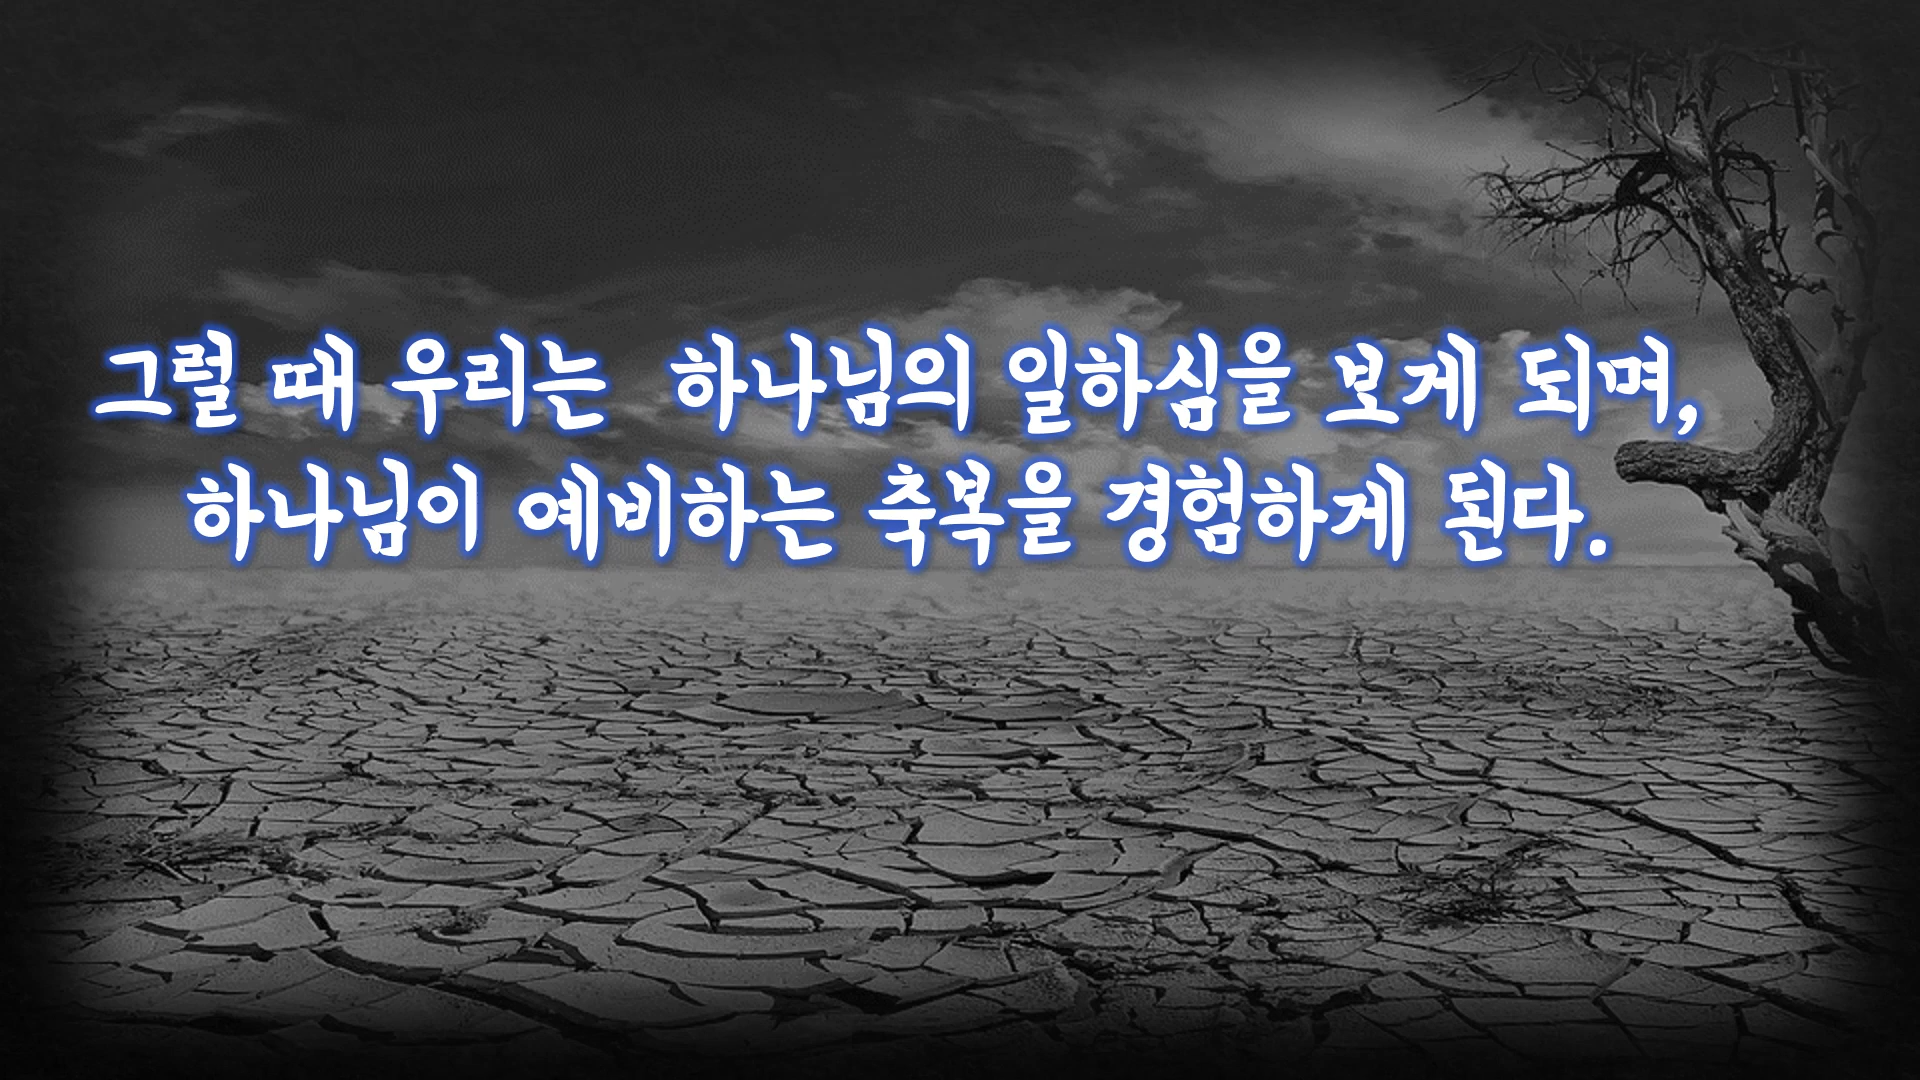 그럴 때 우리는  하나님의 일하심을 보게 되며,
하나님이 예비하는 축복을 경험하게 된다.